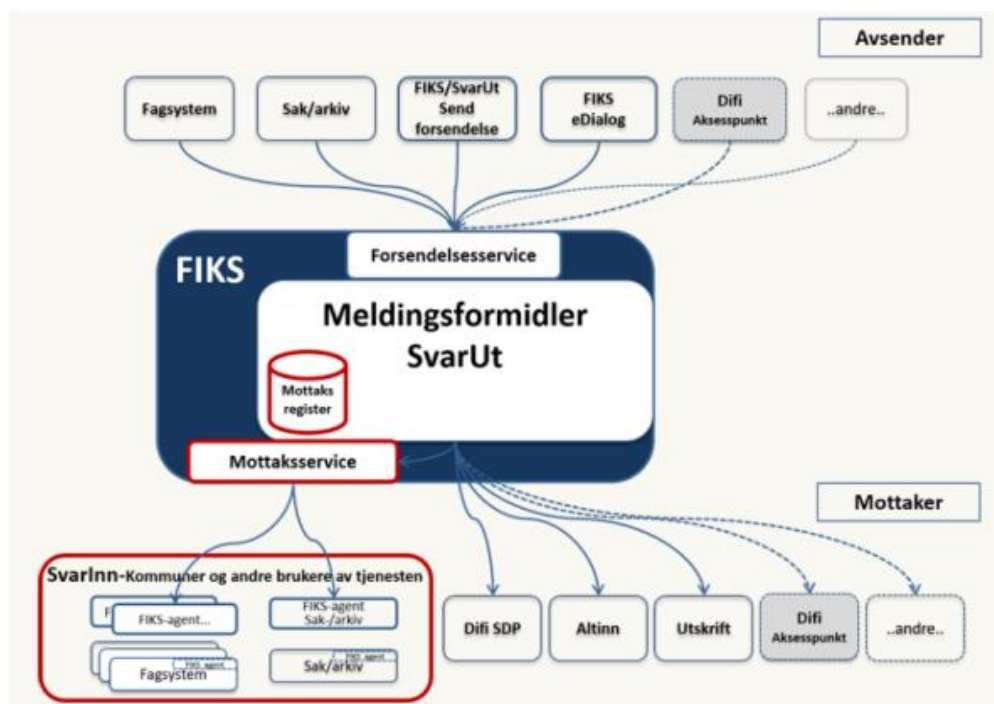 Avsender
Fagsystem
Sak/arkiv
FIKS/SvarUt
Send
forsendelse
FIKS
eDialog
Difi
Aksesspunkt
..andre..
Forsendelsesservice
FIKS
Meldingsformidler
SvarUt
Mottaks
register
Mottaksservice
Mottaker
SvarInn-Kommuner og andre brukere av tjenesten
F
FIKS-agent...
FIKS-agent
Sak-/arkiv
Fagsystem
Sak/arkiv
Difi SDP
Altinn
Utskrift
Difi
Aksesspunkt
..andre..